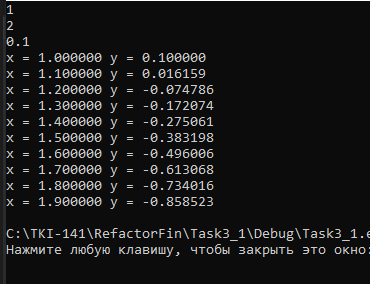 1
2
0.1
x = 1.000000 y = 0.100000
x = 1.100000 y = 0.016159
x = 1.200000 y = -0.074786
x = 1.300000 y = -0.172074
x = 1.400000 y = -0.275061
x = 1.500000 y = -0.383198
x = 1.600000 y = -0.496006
x = 1.700000 y = -0.613068
x = 1.800000 y = -0.734016
x = 1.900000 y = -0.858523
C:\TKI-141\RefactorFin\Task3_1\Debug\Task3_1.e
Нажмите любую клавишу, чтобы закрыть это окно: